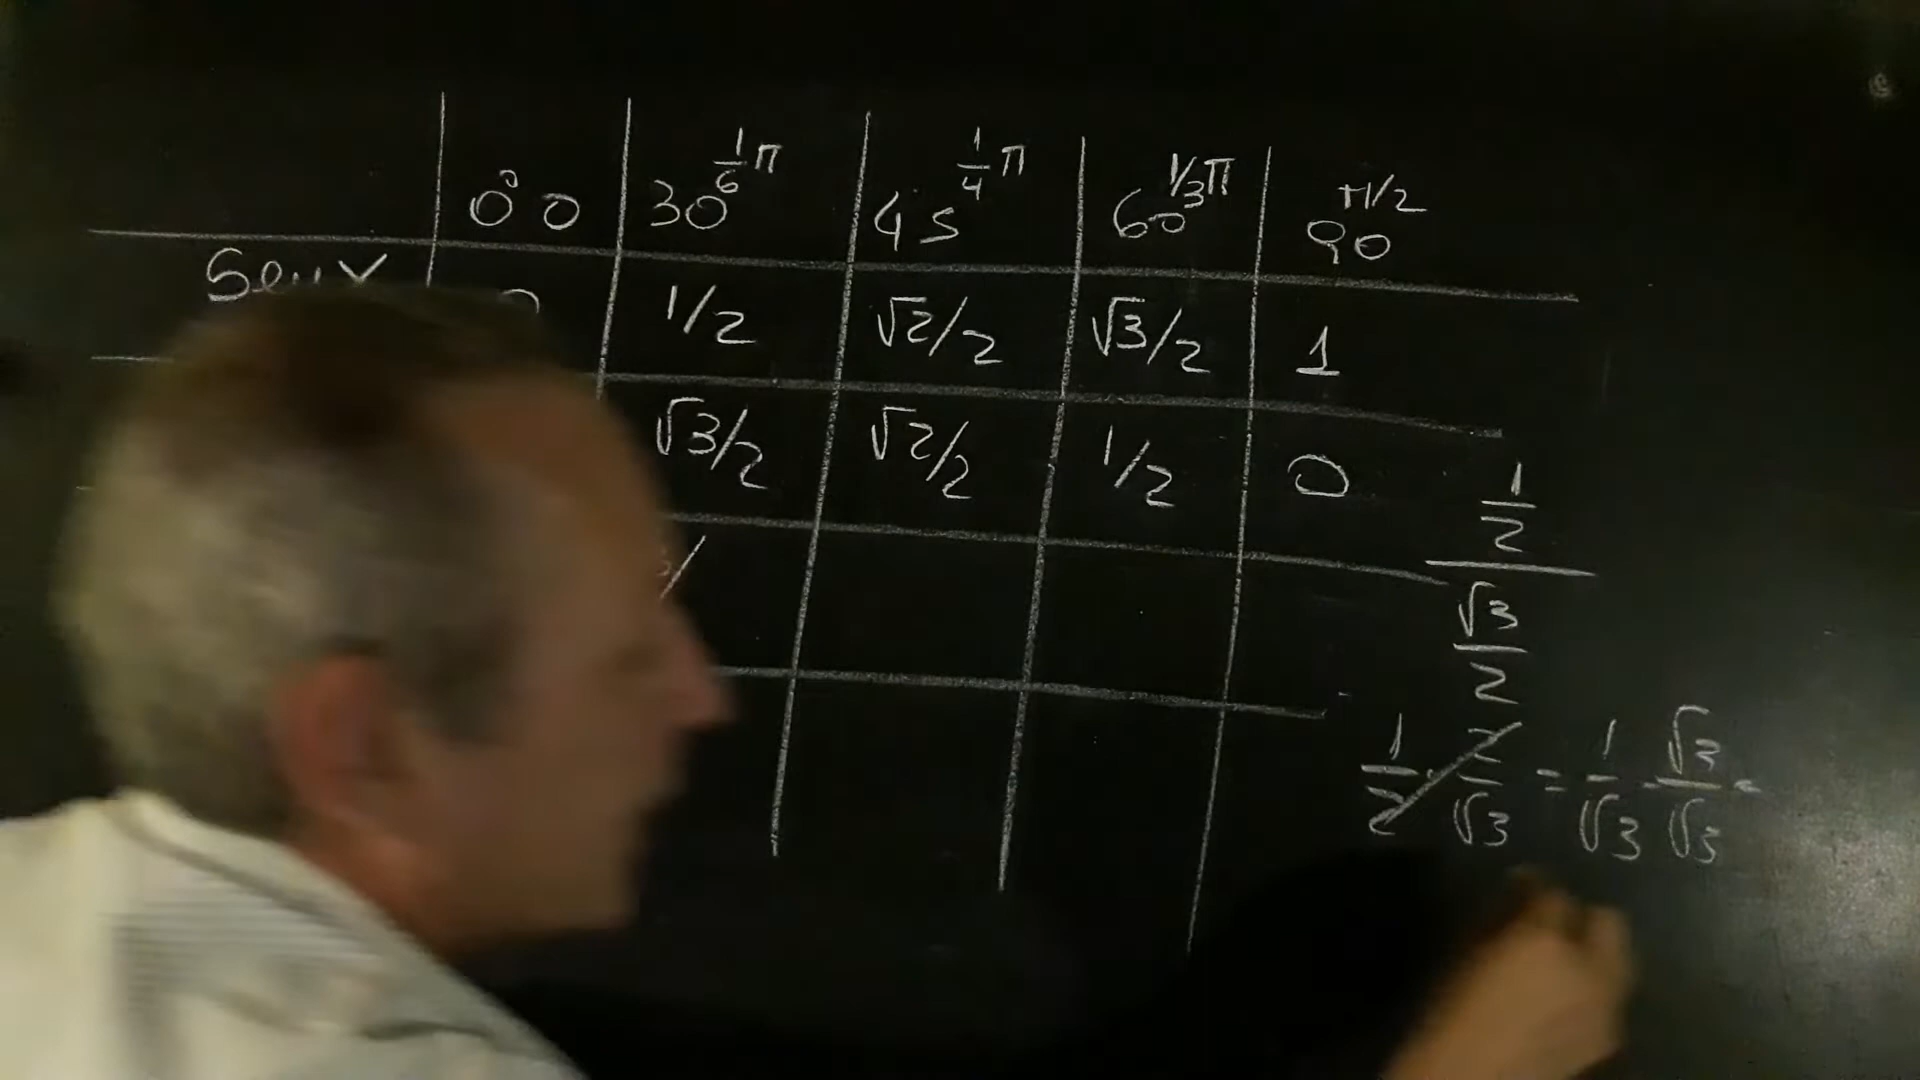 0° 0 30 1/6 π 45 1/4 π 60 1/3π 90 π/2
Sen x 1/2 √2/2 √3/2 1
√3/2 √2/2 1/2 0
1/2
√3/2
1/2 · 2/√3 = 1/√3 · √3/√3 =